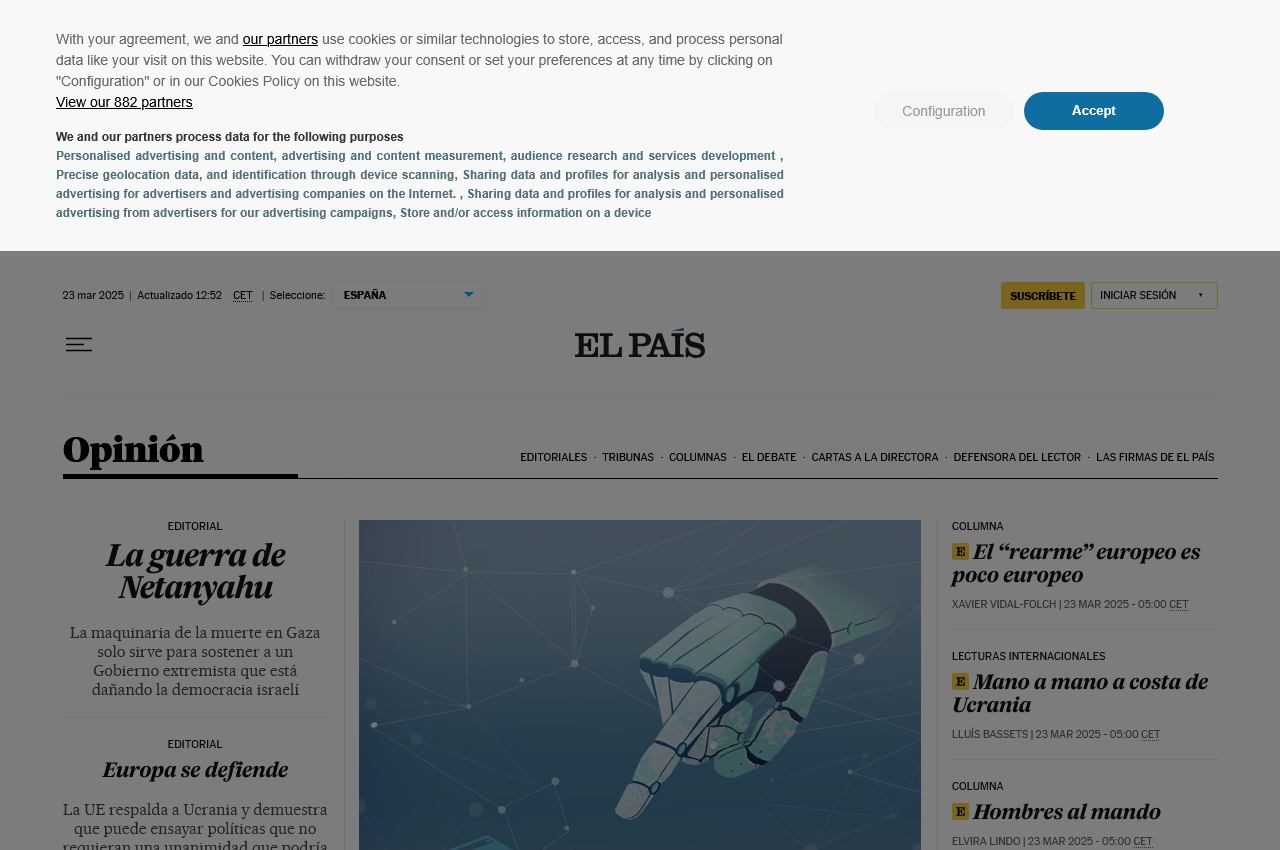 With your agreement, we and our partners use cookies or similar technologies to store, access, and process personal
data like your visit on this website. You can withdraw your consent or set your preferences at any time by clicking on
"Configuration" or in our Cookies Policy on this website.
View our 882 partners
We and our partners process data for the following purposes
Personalised advertising and content, advertising and content measurement, audience research and services development ,
Precise geolocation data, and identification through device scanning, Sharing data and profiles for analysis and personalised
advertising for advertisers and advertising companies on the Internet. , Sharing data and profiles for analysis and personalised
advertising from advertisers for our advertising campaigns, Store and/or access information on a device
Configuration
Accept
23 mar 2025 | Actualizado 12:52 CET | Seleccione: ESPAÑA
SUSCRÍBETE
INICIAR SESIÓN
EL PAÍS
Opinión
EDITORIALES · TRIBUNAS · COLUMNAS · EL DEBATE · CARTAS A LA DIRECTORA · DEFENSORA DEL LECTOR · LAS FIRMAS DE EL PAÍS
EDITORIAL
La guerra de
Netanyahu
La maquinaria de la muerte en Gaza
solo sirve para sostener a un
Gobierno extremista que está
dañando la democracia israelí
EDITORIAL
Europa se defiende
La UE respalda a Ucrania y demuestra
que puede ensayar políticas que no
requieran una unanimidad que podría
COLUMNA
E El “rearme” europeo es
poco europeo
XAVIER VIDAL-FOLCH | 23 MAR 2025 - 05:00 CET
LECTURAS INTERNACIONALES
E Mano a mano a costa de
Ucrania
LLUÍS BASSETS | 23 MAR 2025 - 05:00 CET
COLUMNA
E Hombres al mando
ELVIRA LINDO | 23 MAR 2025 - 05:00 CET